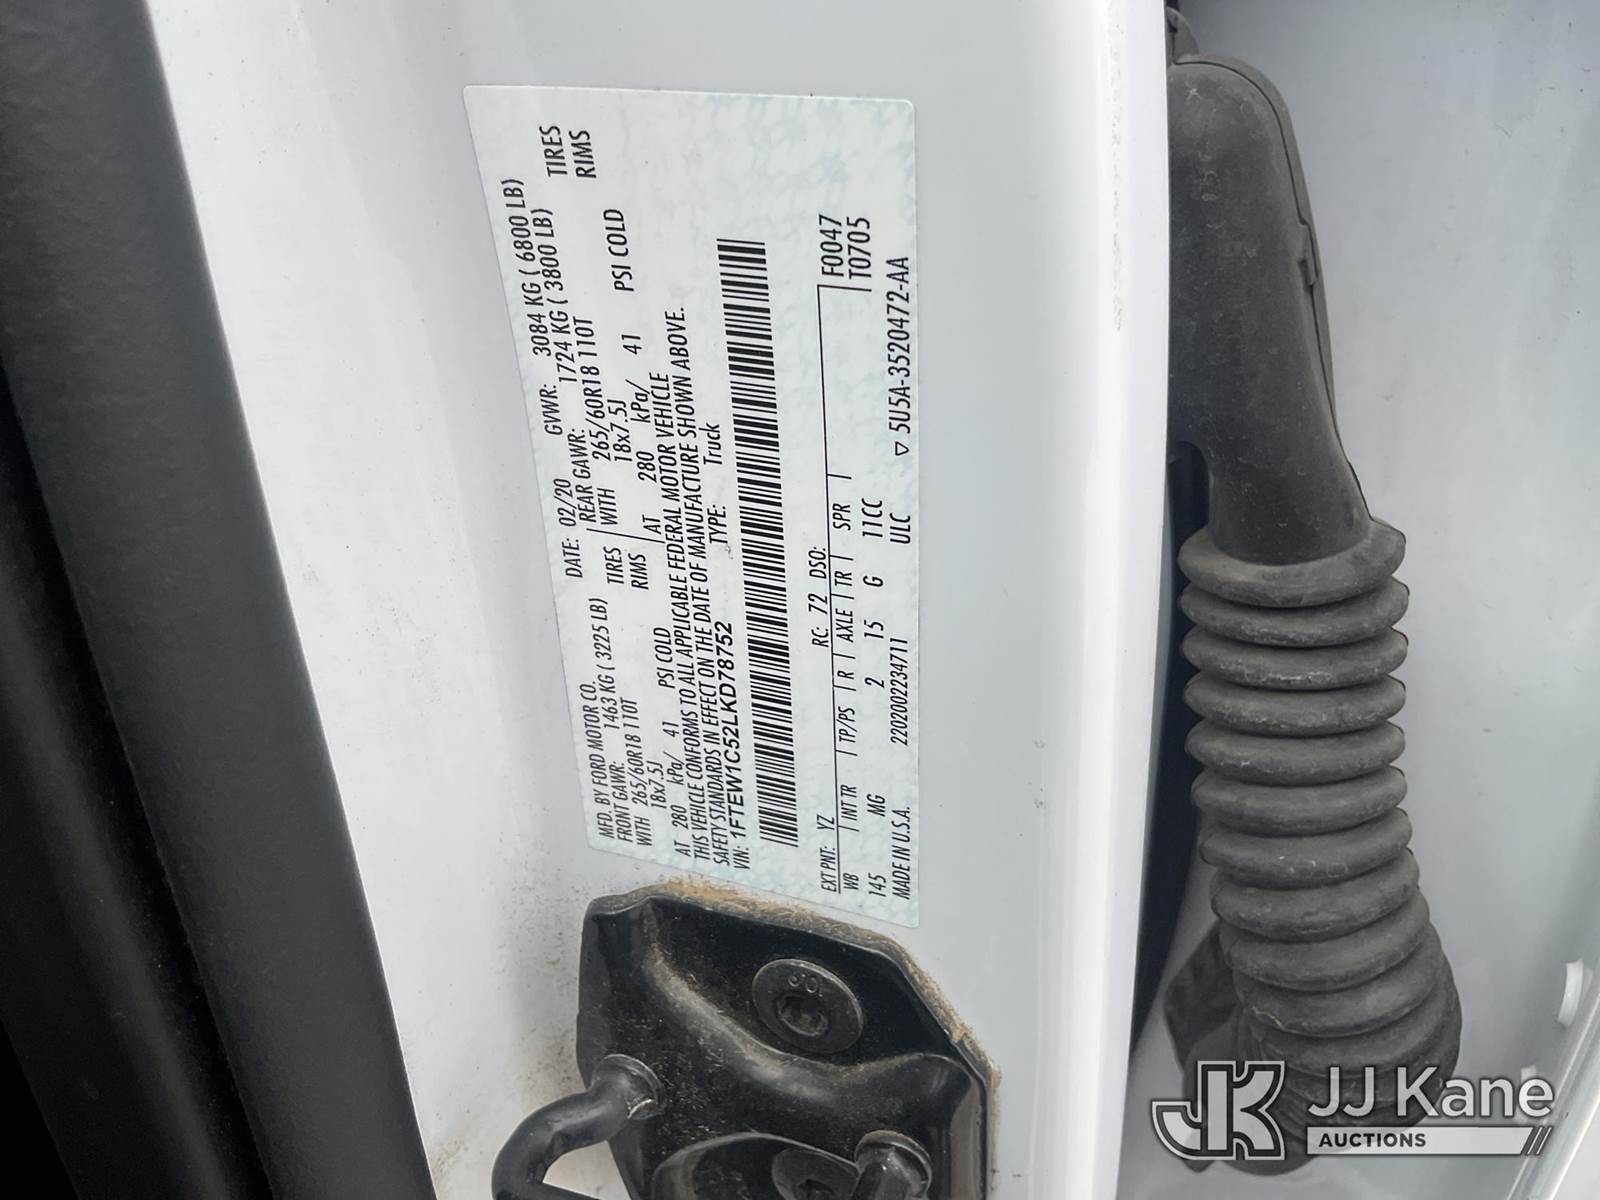 MFD. BY FORD MOTOR CO.
DATE: 02/20 GVWR: 3084 KG ( 6800 LB)
FRONT GAWR: 1463 KG ( 3225 LB) REAR GAWR: 1724 KG ( 3800 LB)
WITH 265/60R18 110T TIRES WITH 265/60R18 110T TIRES
18x7.5J RIMS 18x7.5J RIMS
AT 280 kPa/ 41 PSI COLD AT 280 kPa/ 41 PSI COLD
THIS VEHICLE CONFORMS TO ALL APPLICABLE FEDERAL MOTOR VEHICLE
SAFETY STANDARDS IN EFFECT ON THE DATE OF MANUFACTURE SHOWN ABOVE.
VIN: 1FTEW1C52LKD78752 TYPE: Truck
EXT PNT: YZ RC: 72 DSO: F0047
WB INT TR TP/PS R AXLE TR SPR T0705
145 MG 2 15 G 11CC
MADE IN U.S.A. 2202002234711 ULC ▽ 5U5A-3520472-AA
JJ Kane
AUCTIONS